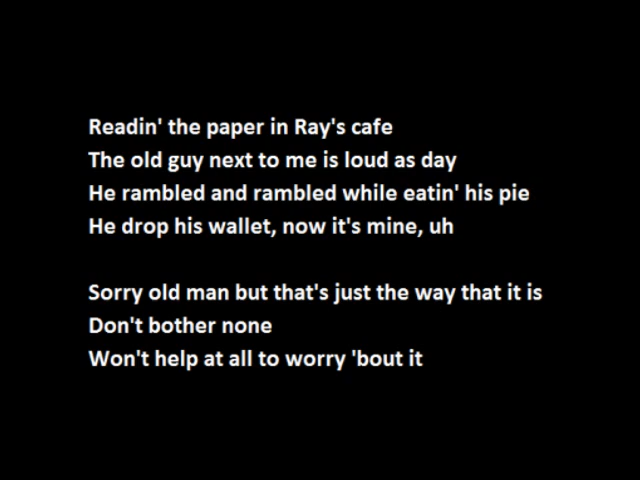 Readin' the paper in Ray's cafe
The old guy next to me is loud as day
He rambled and rambled while eatin' his pie
He drop his wallet, now it's mine, uh
Sorry old man but that's just the way that it is
Don't bother none
Won't help at all to worry 'bout it